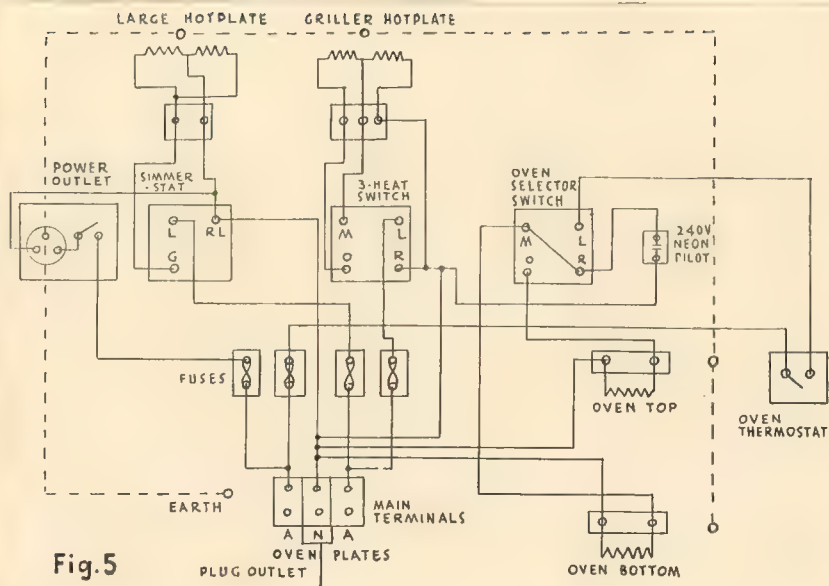 LARGE HOTPLATE
GRILLER HOTPLATE
POWER
OUTLET
SIMMER
-STAT
L
RL
G
3-HEAT
SWITCH
M
L
R
OVEN
SELECTOR
SWITCH
M
L
R
240V
NEON
PILOT
FUSES
OVEN TOP
OVEN
THERMOSTAT
EARTH
MAIN
TERMINALS
A N A
OVEN PLATES
PLUG OUTLET
OVEN BOTTOM
Fig.5